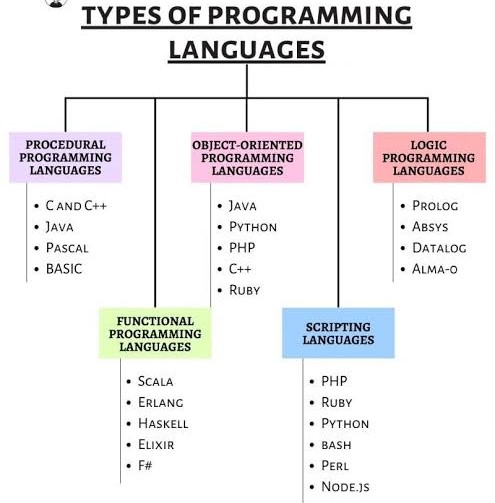 TYPES OF PROGRAMMING
LANGUAGES
PROCEDURAL
PROGRAMMING
LANGUAGES
• C AND C++
• JAVA
• PASCAL
• BASIC
OBJECT-ORIENTED
PROGRAMMING
LANGUAGES
• JAVA
• PYTHON
• PHP
• C++
• RUBY
LOGIC
PROGRAMMING
LANGUAGES
• PROLOG
• ABSYS
• DATALOG
• ALMA-0
FUNCTIONAL
PROGRAMMING
LANGUAGES
• SCALA
• ERLANG
• HASKELL
• ELIXIR
• F#
SCRIPTING
LANGUAGES
• PHP
• RUBY
• PYTHON
• BASH
• PERL
• NODE.JS